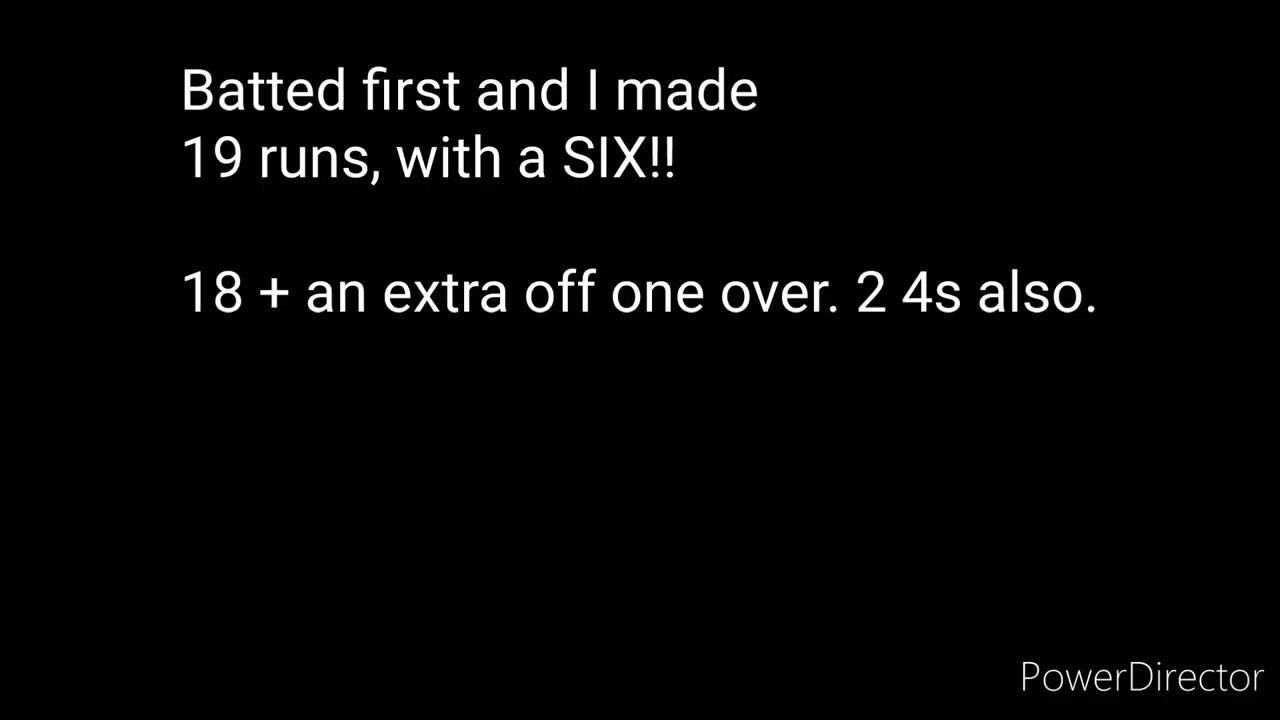 Batted first and I made
19 runs, with a SIX!!
18 + an extra off one over. 2 4s also.
PowerDirector